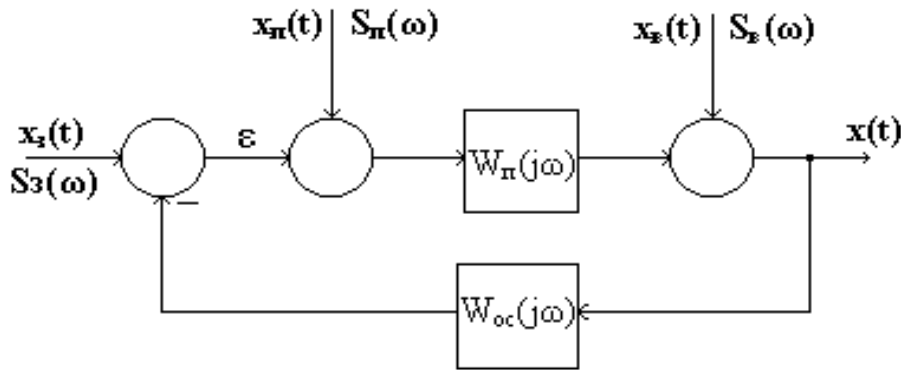 xп(t) Sп(ω)
xв(t) Sв(ω)
xз(t)
ε
Wп(jω)
x(t)
SЗ(ω)
–
Wос(jω)